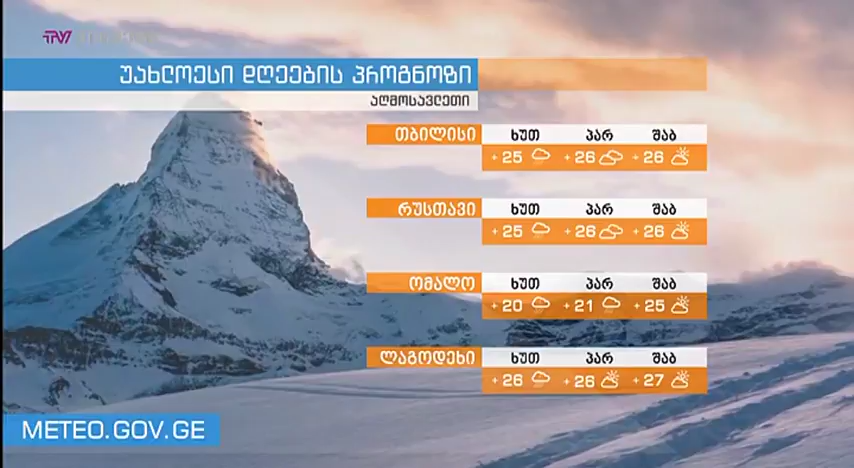 უახლოესი დღეების პროგნოზი
აღმოსავლეთი
თბილისი ხუთ პარ შაბ
+25 +26 +26
რუსთავი ხუთ პარ შაბ
+25 +26 +26
ომალო ხუთ პარ შაბ
+20 +21 +25
ლაგოდეხი ხუთ პარ შაბ
+26 +26 +27
METEO.GOV.GE